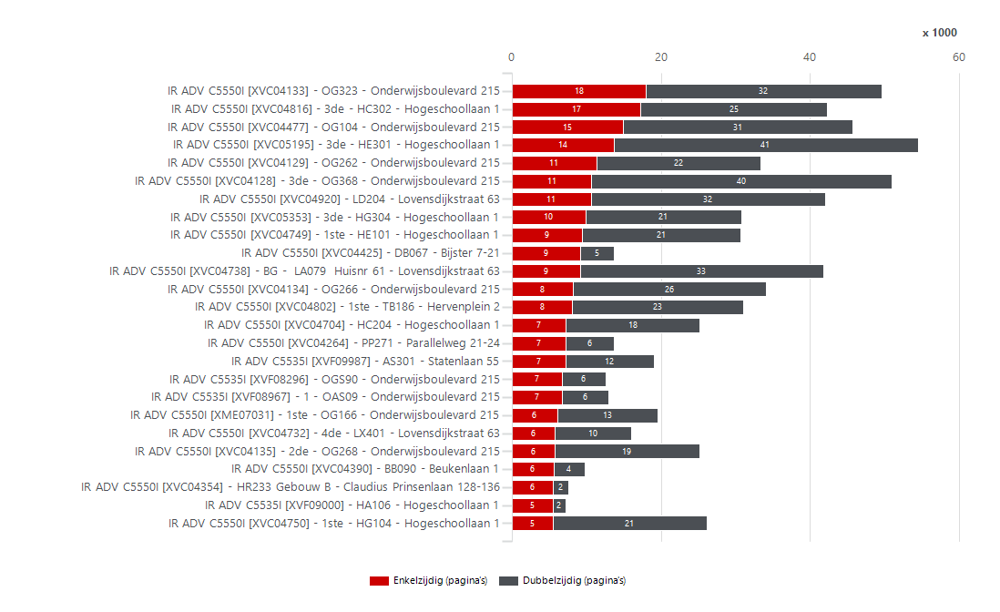 x 1000
0 20 40 60
IR ADV C5550I [XVC04133] - OG323 - Onderwijsboulevard 215 18 32
IR ADV C5550I [XVC04816] - 3de - HC302 - Hogeschoollaan 1 17 25
IR ADV C5550I [XVC04477] - OG104 - Onderwijsboulevard 215 15 31
IR ADV C5550I [XVC05195] - 3de - HE301 - Hogeschoollaan 1 14 41
IR ADV C5550I [XVC04129] - OG262 - Onderwijsboulevard 215 11 22
IR ADV C5550I [XVC04128] - 3de - OG368 - Onderwijsboulevard 215 11 40
IR ADV C5550I [XVC04920] - LD204 - Lovensdijkstraat 63 11 32
IR ADV C5550I [XVC05353] - 3de - HG304 - Hogeschoollaan 1 10 21
IR ADV C5550I [XVC04749] - 1ste - HE101 - Hogeschoollaan 1 9 21
IR ADV C5550I [XVC04425] - DB067 - Bijster 7-21 9 5
IR ADV C5550I [XVC04738] - BG - LA079 Huisnr 61 - Lovensdijkstraat 63 9 33
IR ADV C5550I [XVC04134] - OG266 - Onderwijsboulevard 215 8 26
IR ADV C5550I [XVC04802] - 1ste - TB186 - Hervenplein 2 8 23
IR ADV C5550I [XVC04704] - HC204 - Hogeschoollaan 1 7 18
IR ADV C5550I [XVC04264] - PP271 - Parallelweg 21-24 7 6
IR ADV C5535I [XVF09987] - AS301 - Statenlaan 55 7 12
IR ADV C5535I [XVF08296] - OGS90 - Onderwijsboulevard 215 7 6
IR ADV C5535I [XVF08967] - 1 - OAS09 - Onderwijsboulevard 215 7 6
IR ADV C5550I [XME07031] - 1ste - OG166 - Onderwijsboulevard 215 6 13
IR ADV C5550I [XVC04732] - 4de - LX401 - Lovensdijkstraat 63 6 10
IR ADV C5550I [XVC04135] - 2de - OG268 - Onderwijsboulevard 215 6 19
IR ADV C5550I [XVC04390] - BB090 - Beukenlaan 1 6 4
IR ADV C5550I [XVC04354] - HR233 Gebouw B - Claudius Prinsenlaan 128-136 6 2
IR ADV C5535I [XVF09000] - HA106 - Hogeschoollaan 1 5 2
IR ADV C5550I [XVC04750] - 1ste - HG104 - Hogeschoollaan 1 5 21
Enkelzijdig (pagina's) Dubbelzijdig (pagina's)